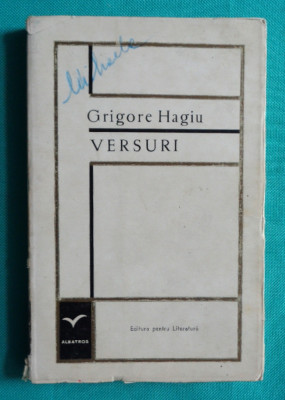 Grigore Hagiu
VERSURI
Editura pentru Literatură
ALBATROS